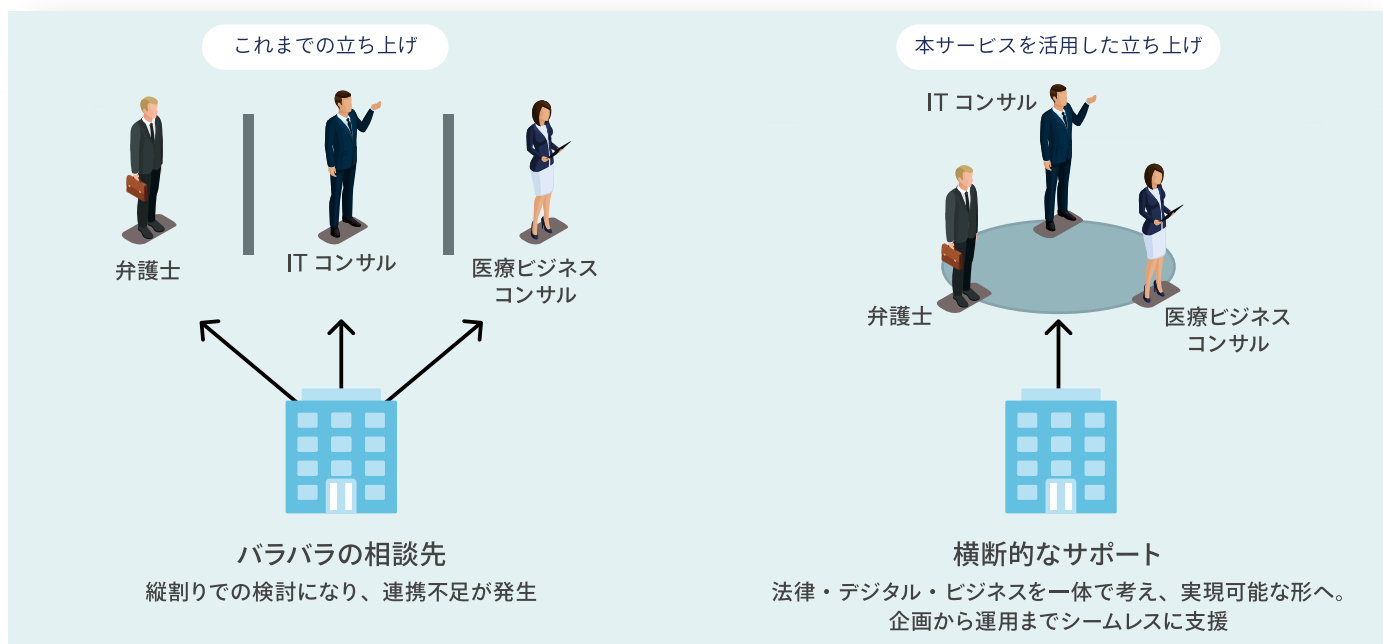 これまでの立ち上げ
弁護士
IT コンサル
医療ビジネス
コンサル
バラバラの相談先
縦割りでの検討になり、連携不足が発生
本サービスを活用した立ち上げ
IT コンサル
弁護士
医療ビジネス
コンサル
横断的なサポート
法律・デジタル・ビジネスを一体で考え、実現可能な形へ。
企画から運用までシームレスに支援